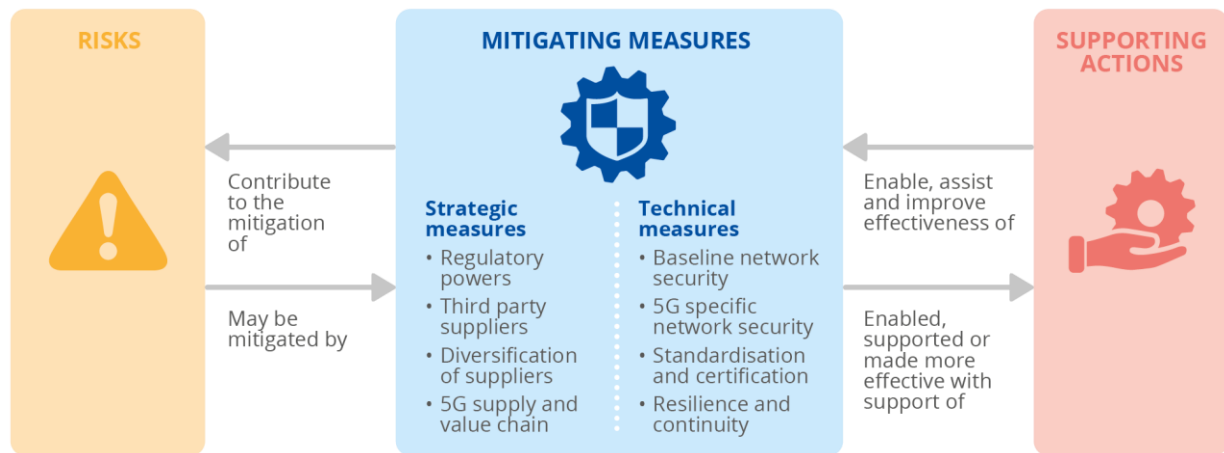 RISKS
Contribute
to the
mitigation
of
May be
mitigated by
MITIGATING MEASURES
Strategic
measures
• Regulatory
powers
• Third party
suppliers
• Diversification
of suppliers
• 5G supply and
value chain
Technical
measures
• Baseline network
security
• 5G specific
network security
• Standardisation
and certification
• Resilience and
continuity
Enable, assist
and improve
effectiveness of
Enabled,
supported or
made more
effective with
support of
SUPPORTING
ACTIONS